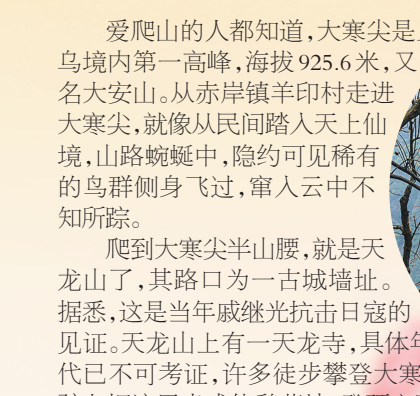 爱爬山的人都知道,大寒尖是
乌境内第一高峰,海拔925.6米,又
名大安山。从赤岸镇羊印村走进
大寒尖,就像从民间踏入天上仙
境,山路蜿蜒中,隐约可见稀有
的鸟群侧身飞过,窜入云中不
知所踪。
爬到大寒尖半山腰,就是天
龙山了,其路口为一古城墙址。
据悉,这是当年戚继光抗击日寇的
见证。天龙山上有一天龙寺,具体年
代已不可考证,许多徒步攀登大寒